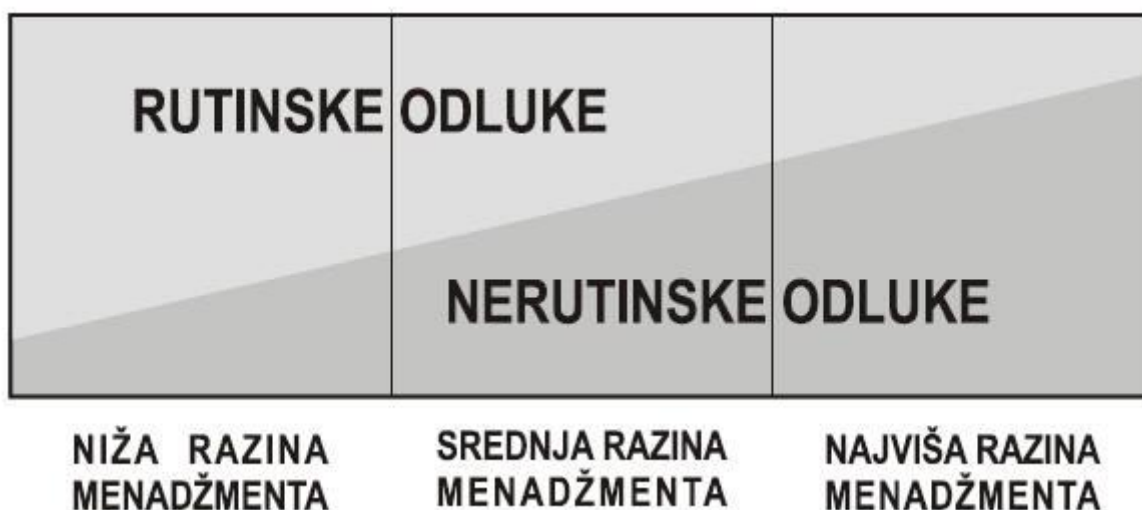 RUTINSKE ODLUKE
NERUTINSKE ODLUKE
NIŽA RAZINA
MENADŽMENTA
SREDNJA RAZINA
MENADŽMENTA
NAJVIŠA RAZINA
MENADŽMENTA